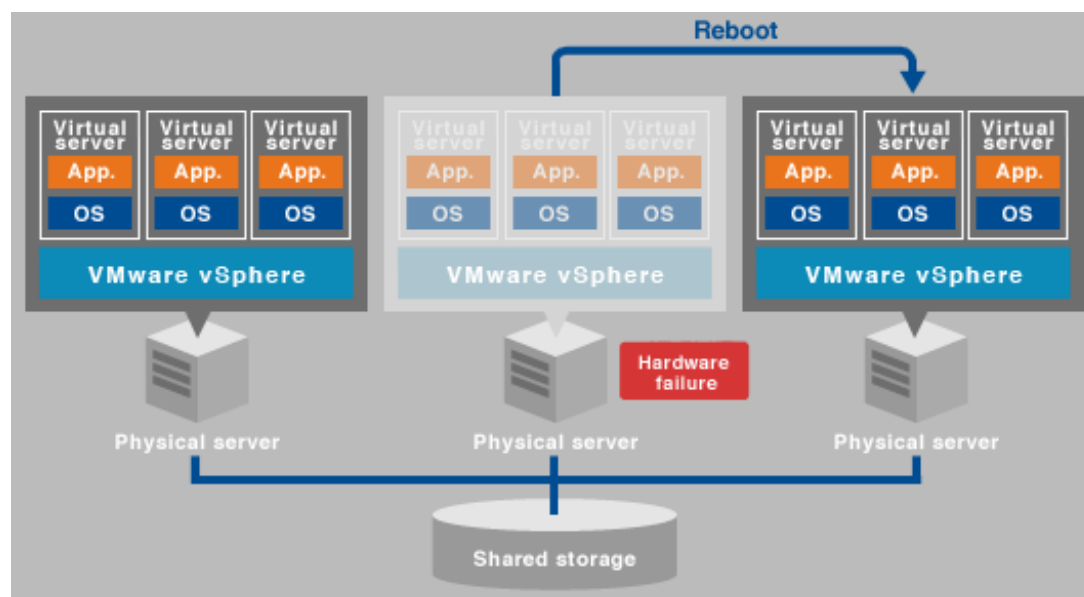 Reboot
Virtual server
Virtual server
Virtual server
App.
App.
App.
OS
OS
OS
VMware vSphere
Virtual server
Virtual server
Virtual server
App.
App.
App.
OS
OS
OS
VMware vSphere
Virtual server
Virtual server
Virtual server
App.
App.
App.
OS
OS
OS
VMware vSphere
Hardware
failure
Physical server
Physical server
Physical server
Shared storage